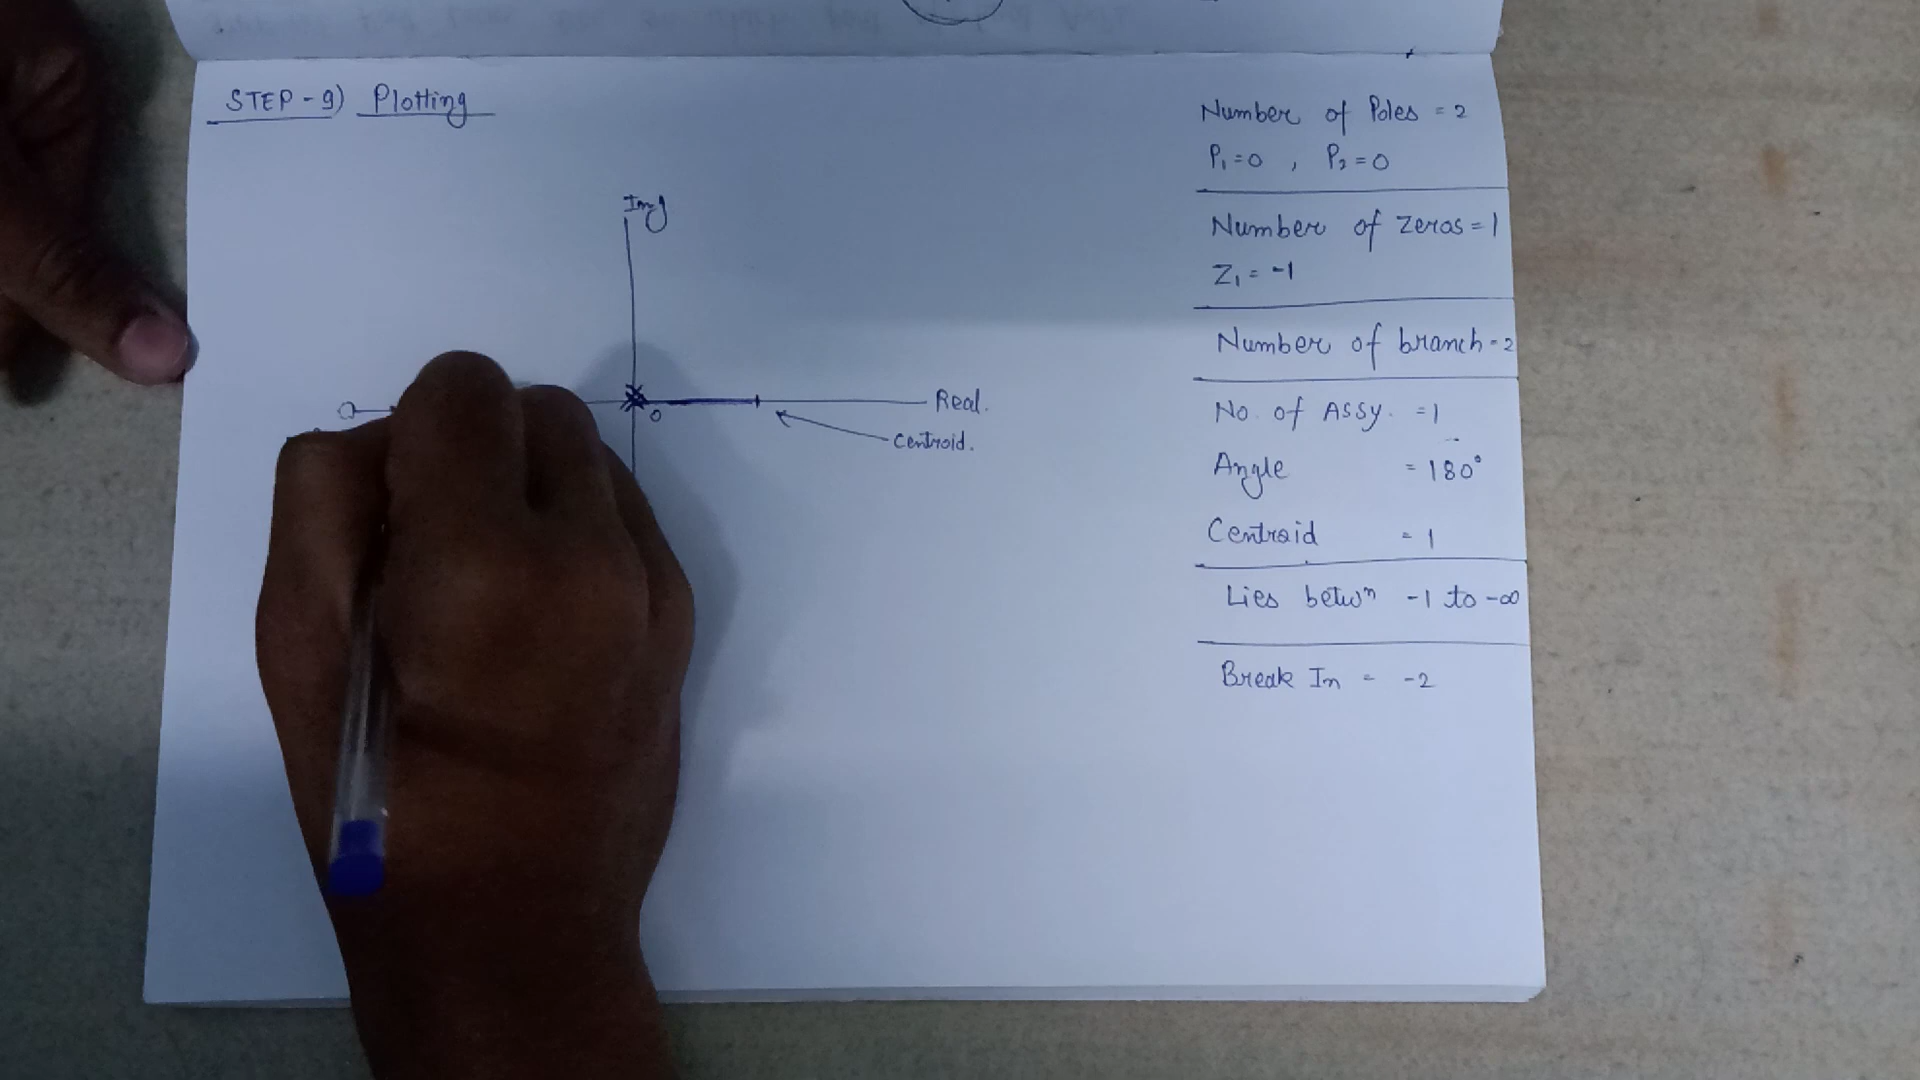 STEP-9) Plotting
Img
0
Real.
Centroid.
Number of Poles = 2
P₁=0 , P₂=0
Number of Zeros=1
Z₁ = -1
Number of branch=2
No. of Assy. =1
Angle = 180°
Centroid = 1
Lies betwⁿ -1 to -∞
Break In = -2